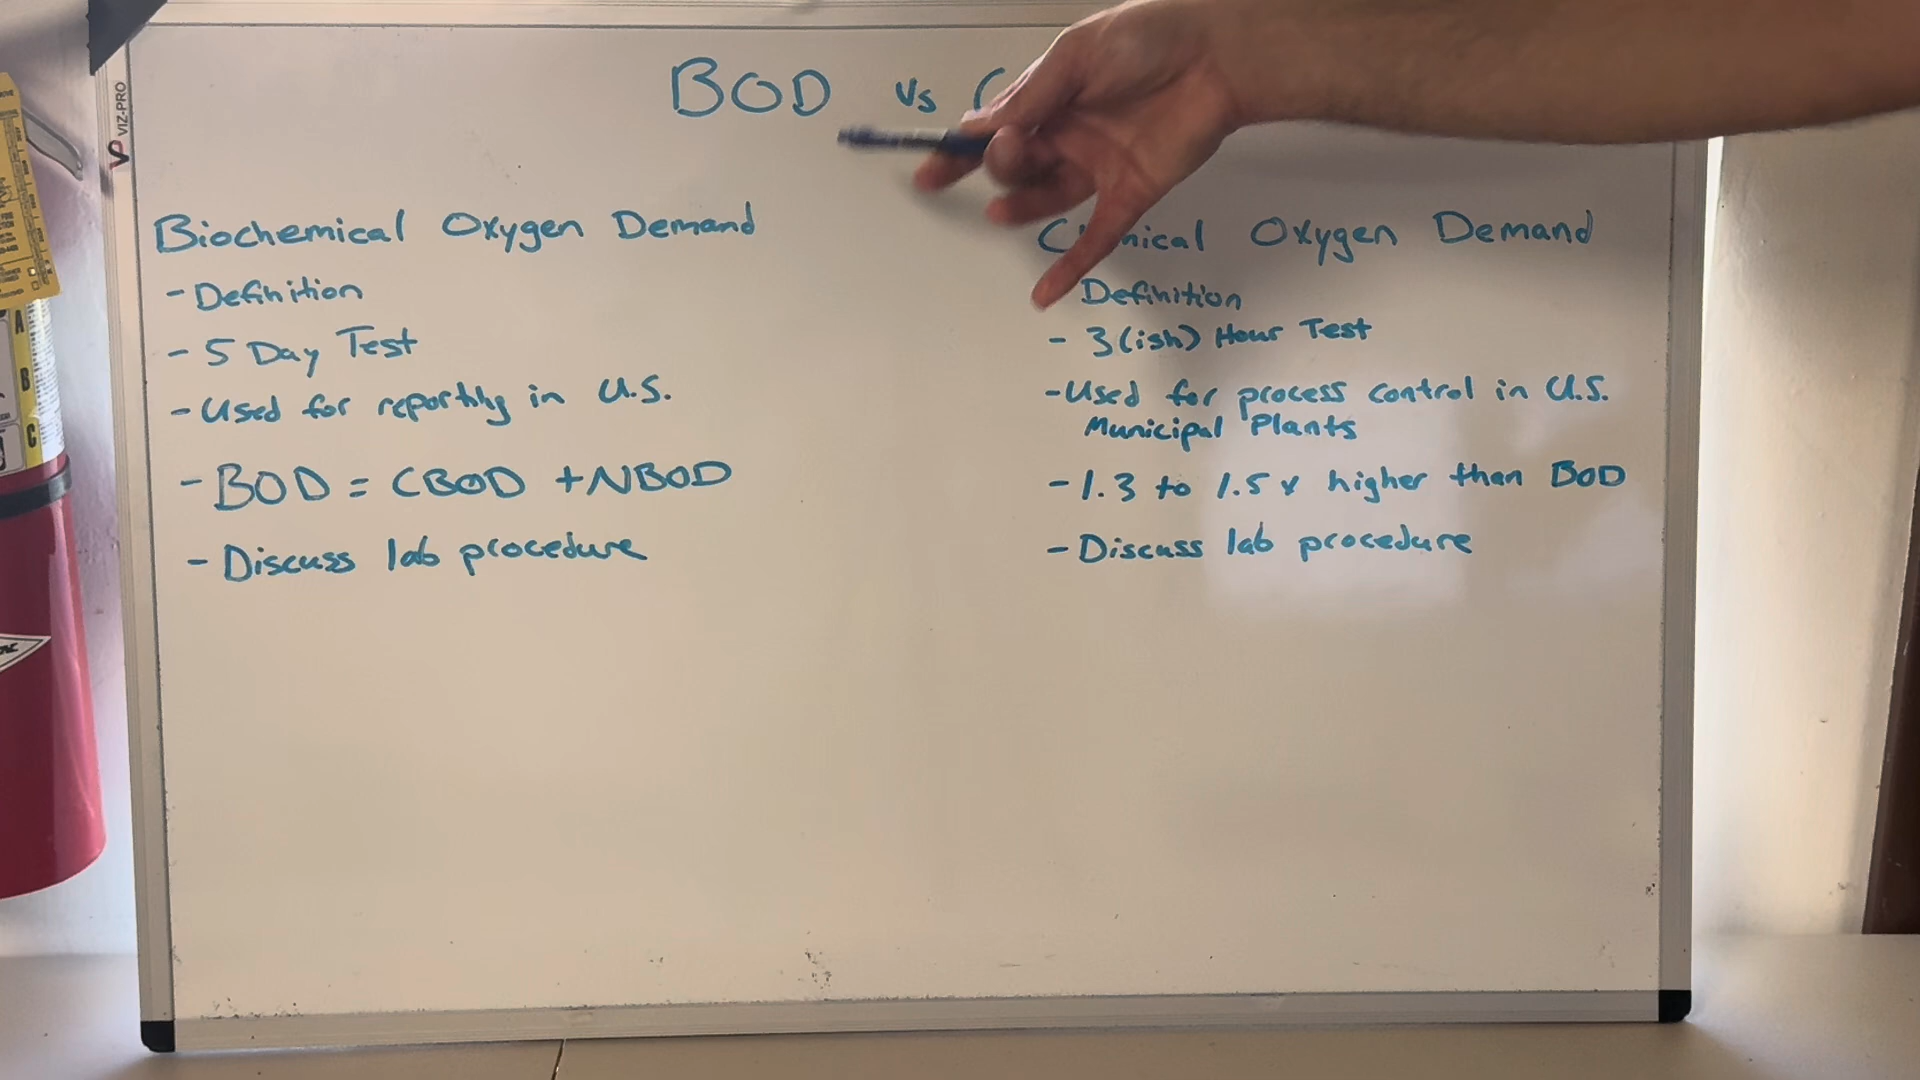 BOD vs
Biochemical Oxygen Demand
- Definition
- 5 Day Test
- Used for reporting in U.S.
- BOD = CBOD + NBOD
- Discuss lab procedure
Oxygen Demand
Definition
- 3(ish) Hour Test
- Used for process control in U.S.
Municipal Plants
- 1.3 to 1.5x higher than BOD
- Discuss lab procedure
VIZ-PRO
A
B
C